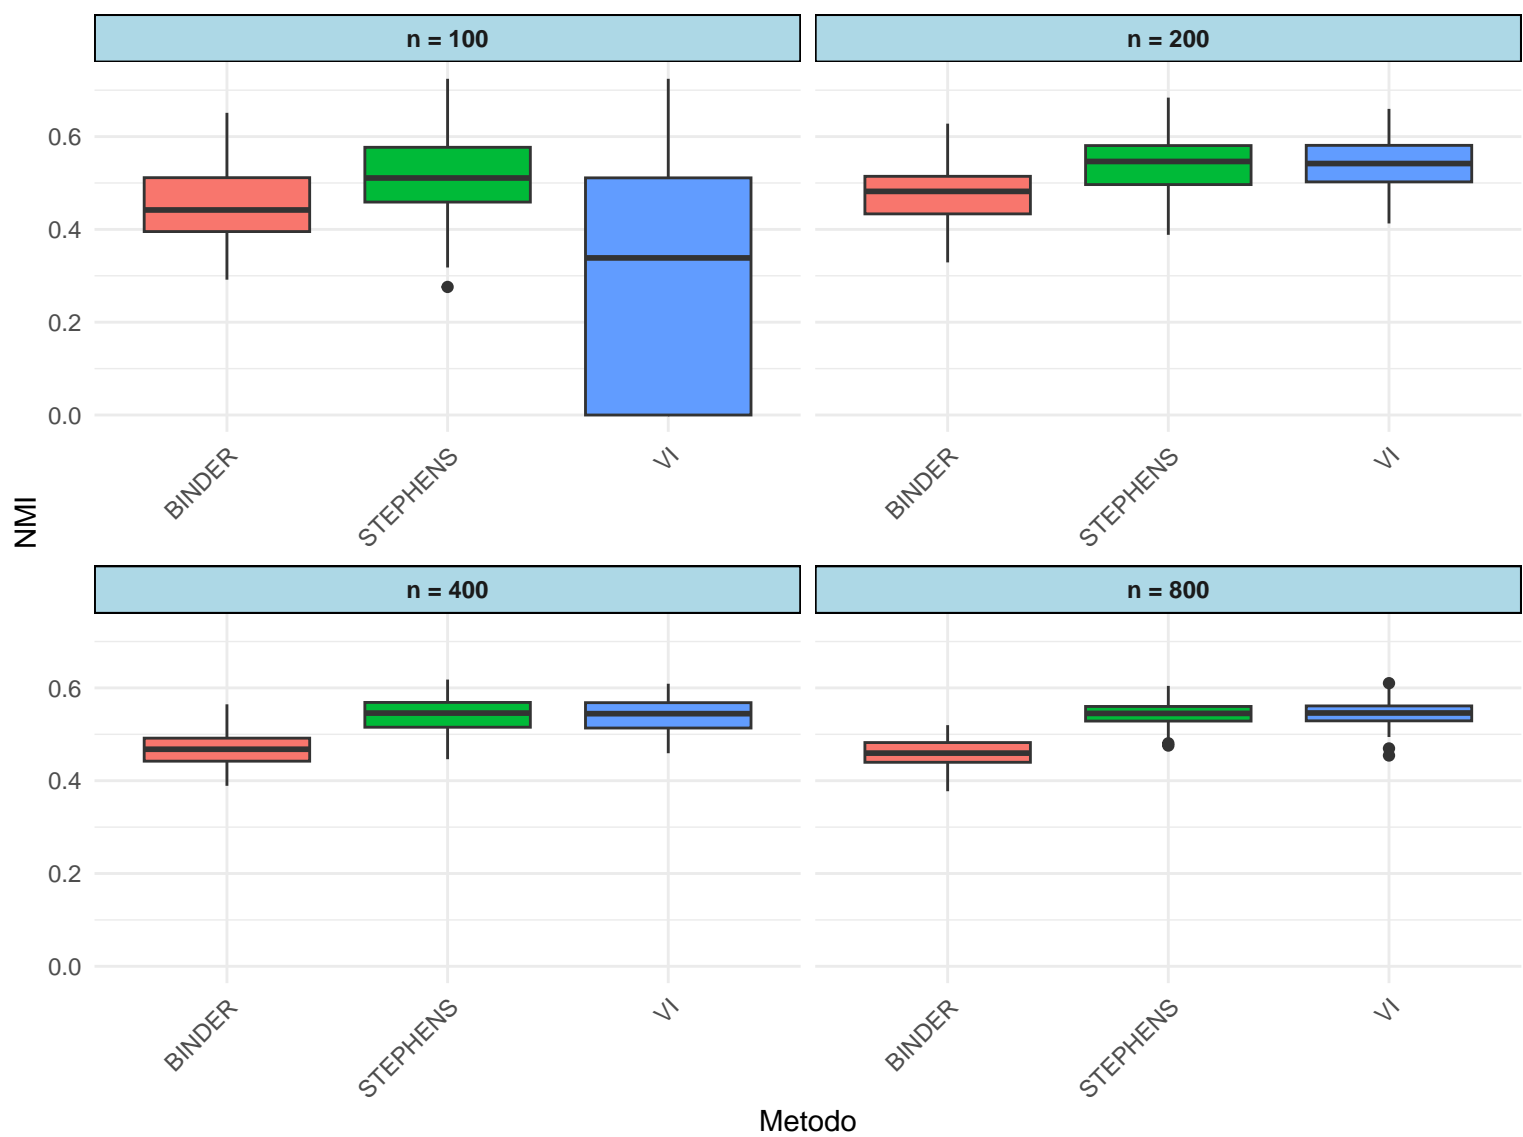 n = 100
n = 200
0.6
0.4
0.2
0.0
BINDER
STEPHENS
VI
BINDER
STEPHENS
VI
NMI
n = 400
n = 800
0.6
0.4
0.2
0.0
BINDER
STEPHENS
VI
BINDER
STEPHENS
VI
Metodo